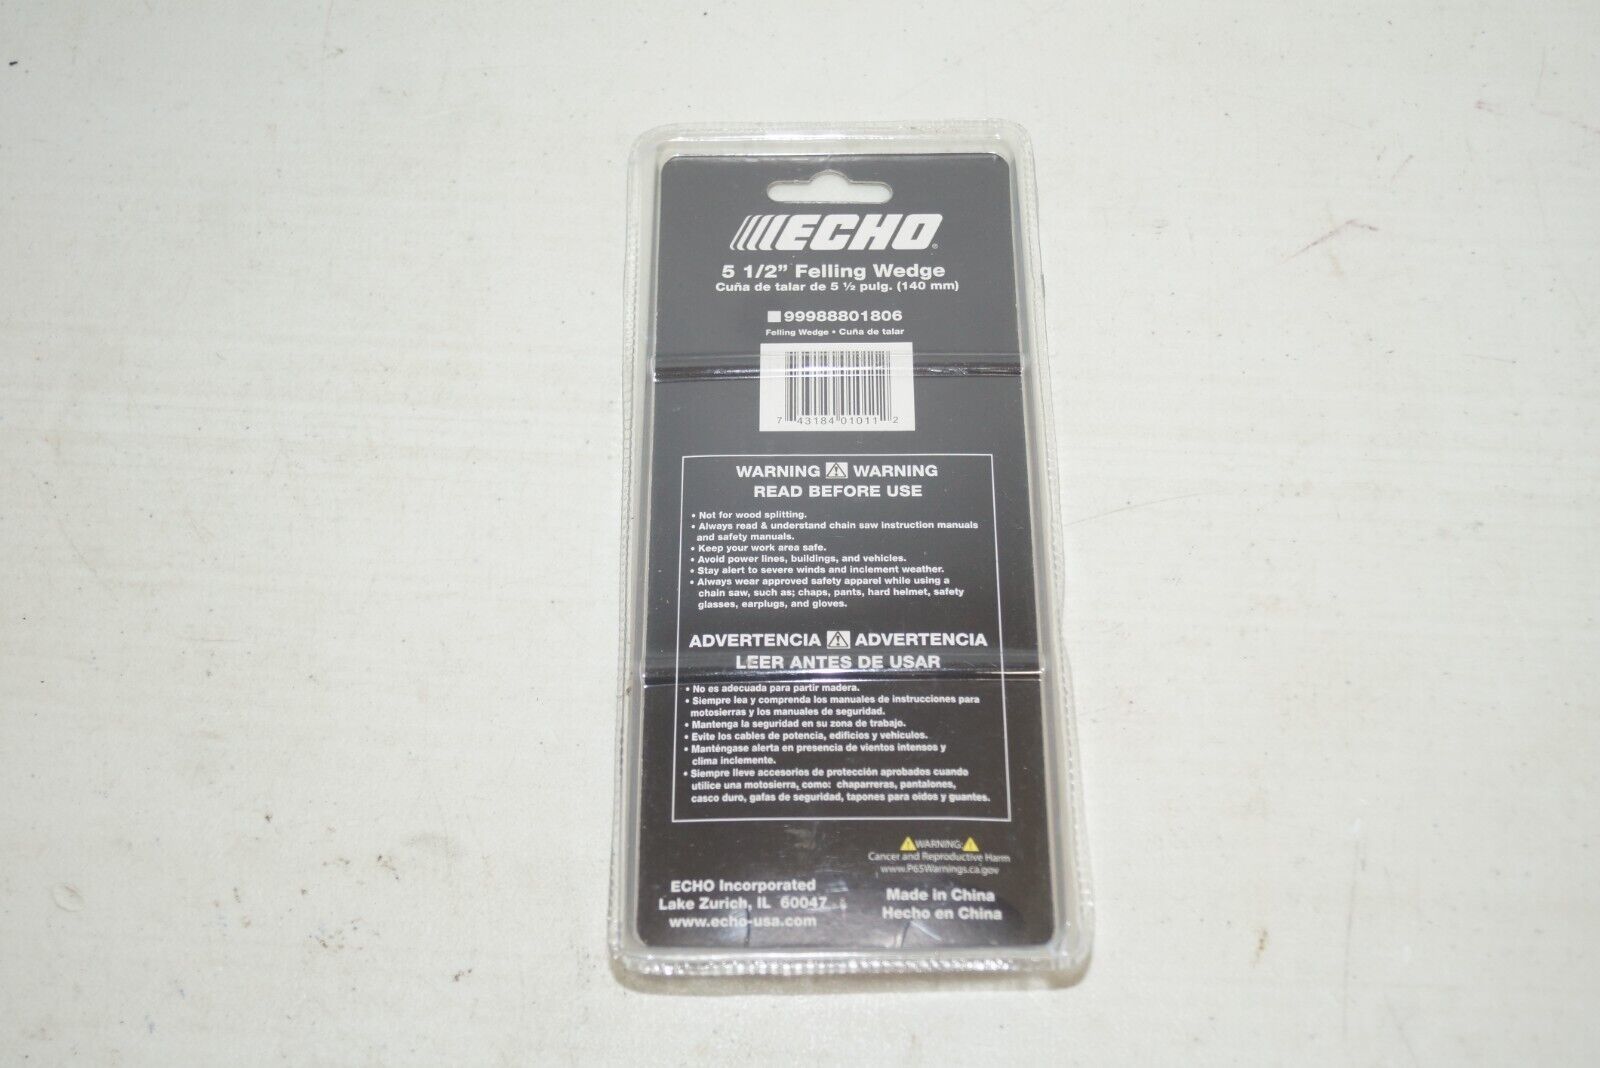 ECHO®
5 1/2" Felling Wedge
Cuña de talar de 5 ½ pulg. (140 mm)
99988801806
Felling Wedge • Cuña de talar
7 43184 01011 2
WARNING WARNING
READ BEFORE USE
• Not for wood splitting.
• Always read & understand chain saw instruction manuals
and safety manuals.
• Keep your work area safe.
• Avoid power lines, buildings, and vehicles.
• Stay alert to severe winds and inclement weather.
• Always wear approved safety apparel while using a
chain saw, such as; chaps, pants, hard helmet, safety
glasses, earplugs, and gloves.
ADVERTENCIA ADVERTENCIA
LEER ANTES DE USAR
• No es adecuada para partir madera.
• Siempre lea y comprenda los manuales de instrucciones para
motosierras y los manuales de seguridad.
• Mantenga la seguridad en su zona de trabajo.
• Evite los cables de potencia, edificios y vehículos.
• Manténgase alerta en presencia de vientos intensos y
clima inclemente.
• Siempre lleve accesorios de protección aprobados cuando
utilice una motosierra, como: chaparreras, pantalones,
casco duro, gafas de seguridad, tapones para oídos y guantes.
WARNING:
Cancer and Reproductive Harm
www.P65Warnings.ca.gov
ECHO Incorporated
Lake Zurich, IL 60047
www.echo-usa.com
Made in China
Hecho en China